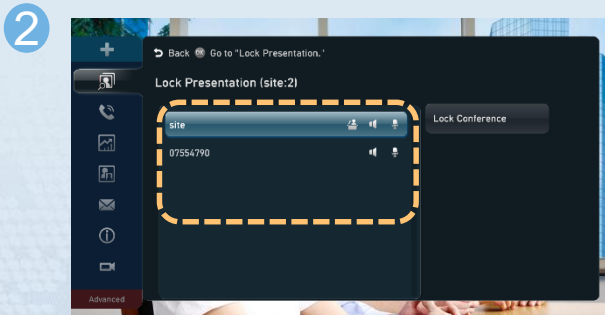 2
Back OK Go to "Lock Presentation."
Lock Presentation (site:2)
site
07554790
Lock Conference
Advanced